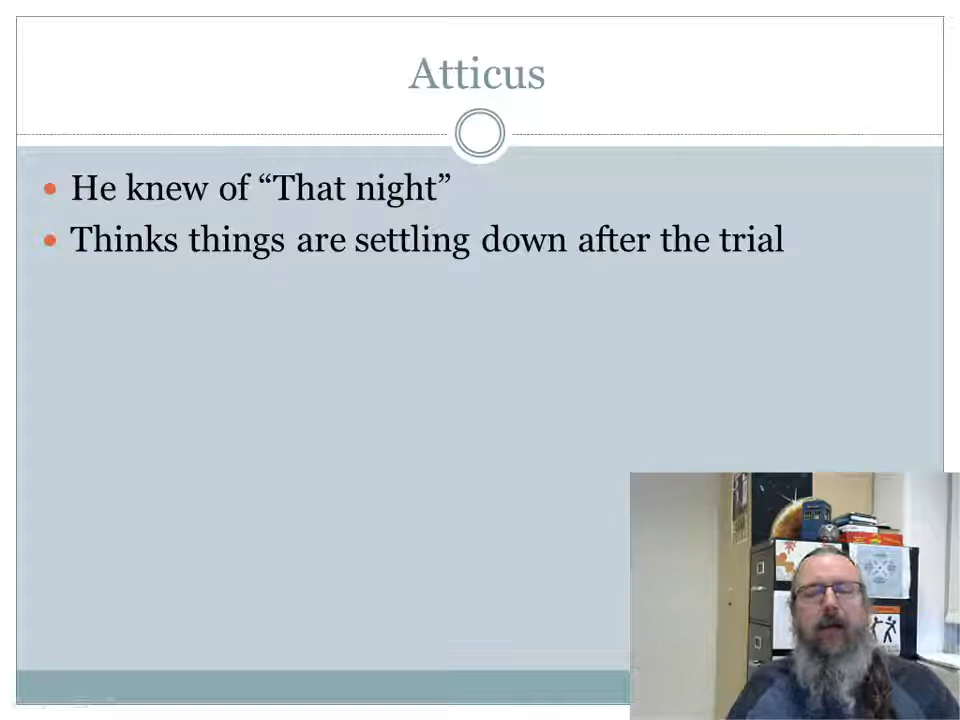 Atticus
He knew of “That night”
Thinks things are settling down after the trial